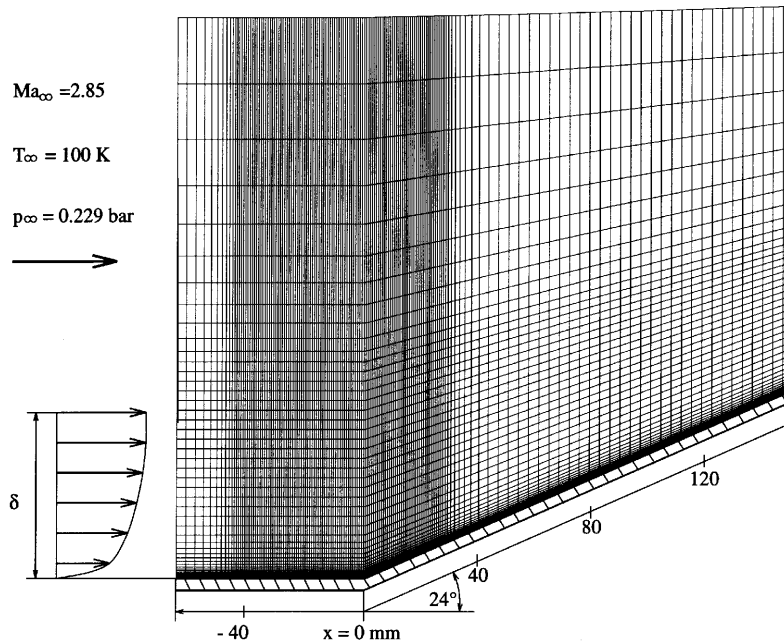 Ma∞ =2.85
T∞ = 100 K
p∞ = 0.229 bar
δ
120
80
40
24°
- 40
x = 0 mm